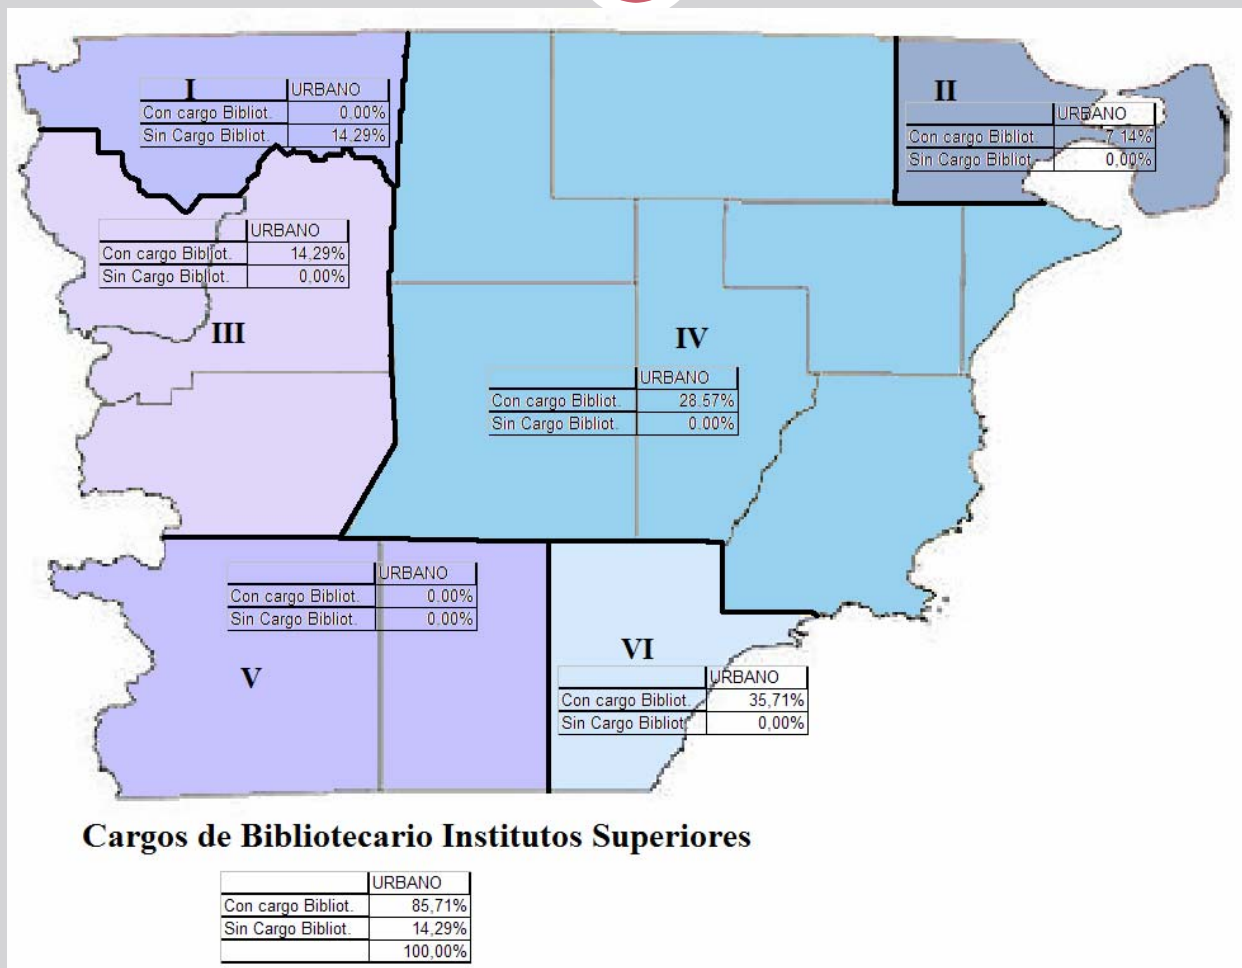 I
URBANO
Con cargo Bibliot. 0,00%
Sin Cargo Bibliot. 14.29%
II
URBANO
Con cargo Bibliot. 7,14%
Sin Cargo Bibliot. 0,00%
URBANO
Con cargo Bibliot. 14,29%
Sin Cargo Bibliot. 0,00%
III
IV
URBANO
Con cargo Bibliot. 28.57%
Sin Cargo Bibliot. 0.00%
URBANO
Con cargo Bibliot. 0.00%
Sin Cargo Bibliot. 0.00%
V
VI
URBANO
Con cargo Bibliot. 35,71%
Sin Cargo Bibliot 0,00%
Cargos de Bibliotecario Institutos Superiores
URBANO
Con cargo Bibliot. 85,71%
Sin Cargo Bibliot. 14,29%
100,00%